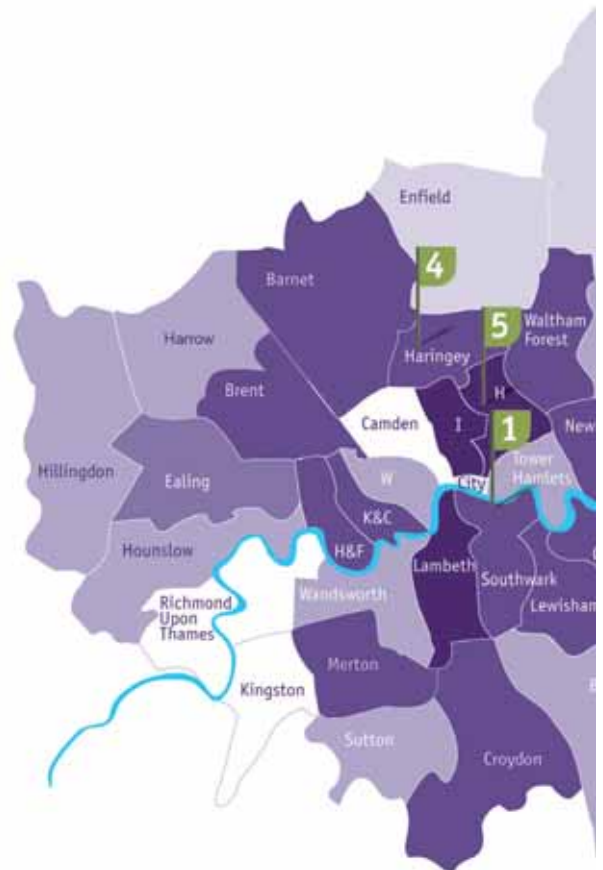 Enfield
4
Barnet
5
Waltham
Forest
Harrow
Haringey
Brent
H
Camden
I
1
New
Hillingdon
Ealing
W
City
Tower
Hamlets
K&C
Hounslow
H&F
Lambeth
Southwark
Wandsworth
Richmond
Upon
Thames
Lewisham
Merton
Kingston
Sutton
Croydon